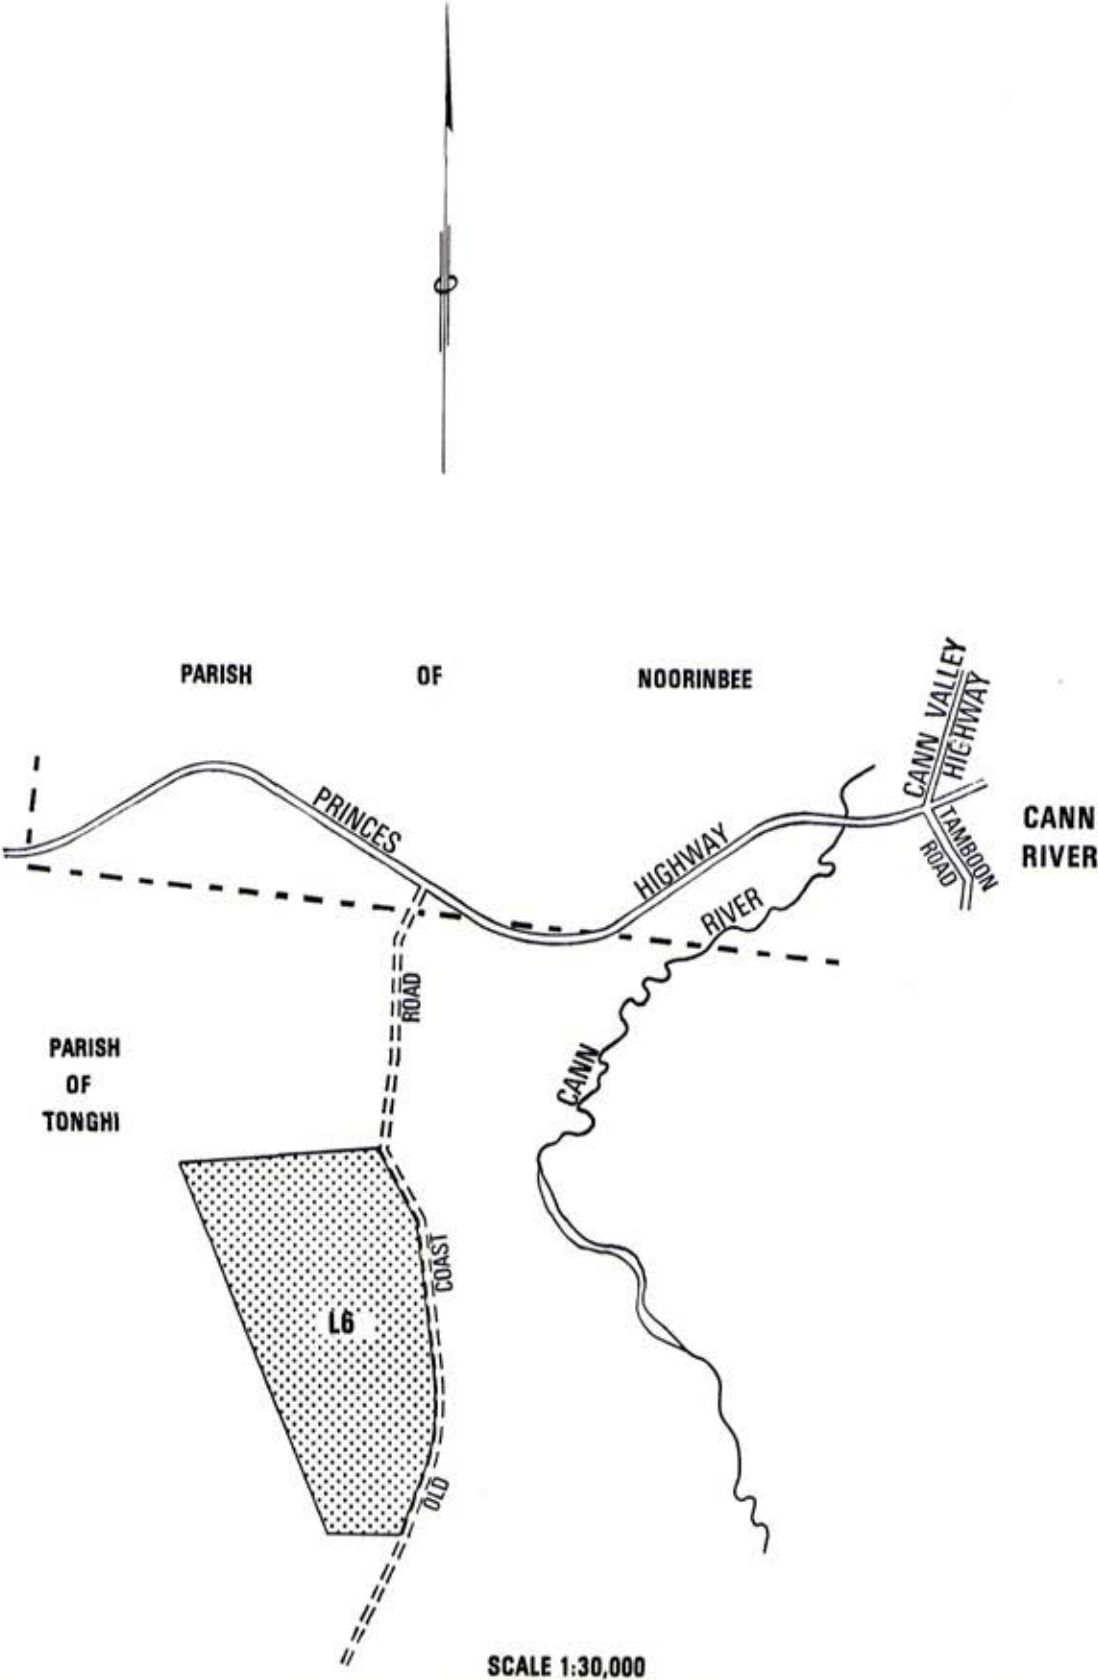 PARISH OF NOORINBEE
CANN VALLEY
HIGHWAY
PRINCES
HIGHWAY
CANN
RIVER
TAMBOON
ROAD
RIVER
ROAD
PARISH
OF
TONGHI
CANN
COAST
L6
OLD
SCALE 1:30,000